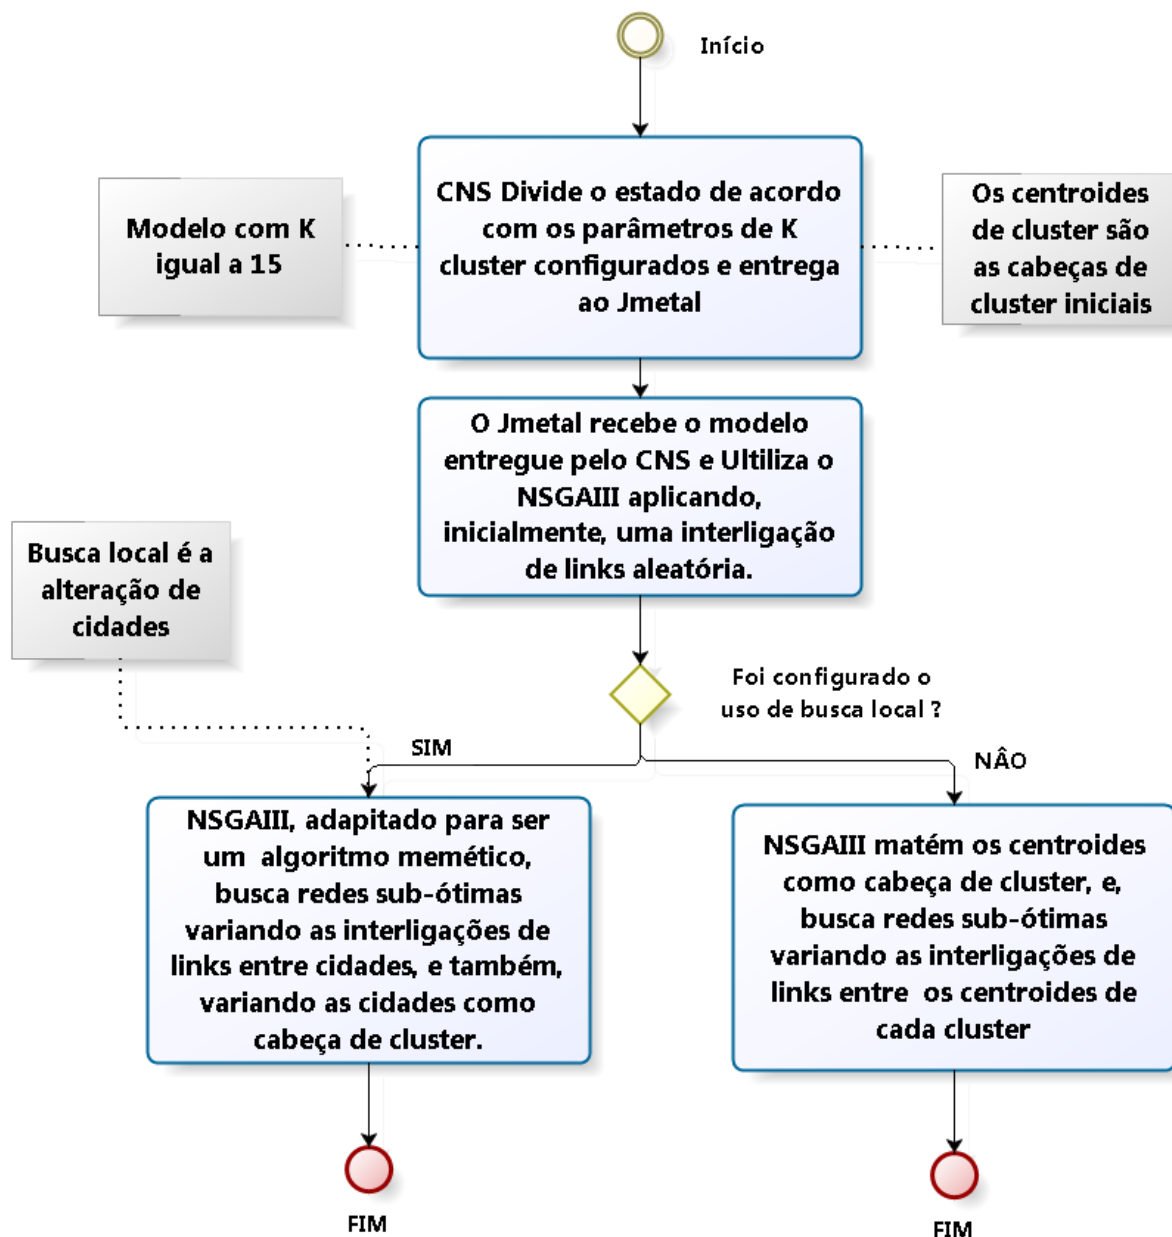 Início
CNS Divide o estado de acordo
com os parâmetros de K
cluster configurados e entrega
ao Jmetal
Modelo com K
igual a 15
Os centroides
de cluster são
as cabeças de
cluster iniciais
O Jmetal recebe o modelo
entregue pelo CNS e Ultiliza o
NSGAIII aplicando,
inicialmente, uma interligação
de links aleatória.
Busca local é a
alteração de
cidades
Foi configurado o
uso de busca local ?
SIM
NÂO
NSGAIII, adapitado para ser
um algoritmo memético,
busca redes sub-ótimas
variando as interligações de
links entre cidades, e também,
variando as cidades como
cabeça de cluster.
NSGAIII matém os centroides
como cabeça de cluster, e,
busca redes sub-ótimas
variando as interligações de
links entre os centroides de
cada cluster
FIM
FIM